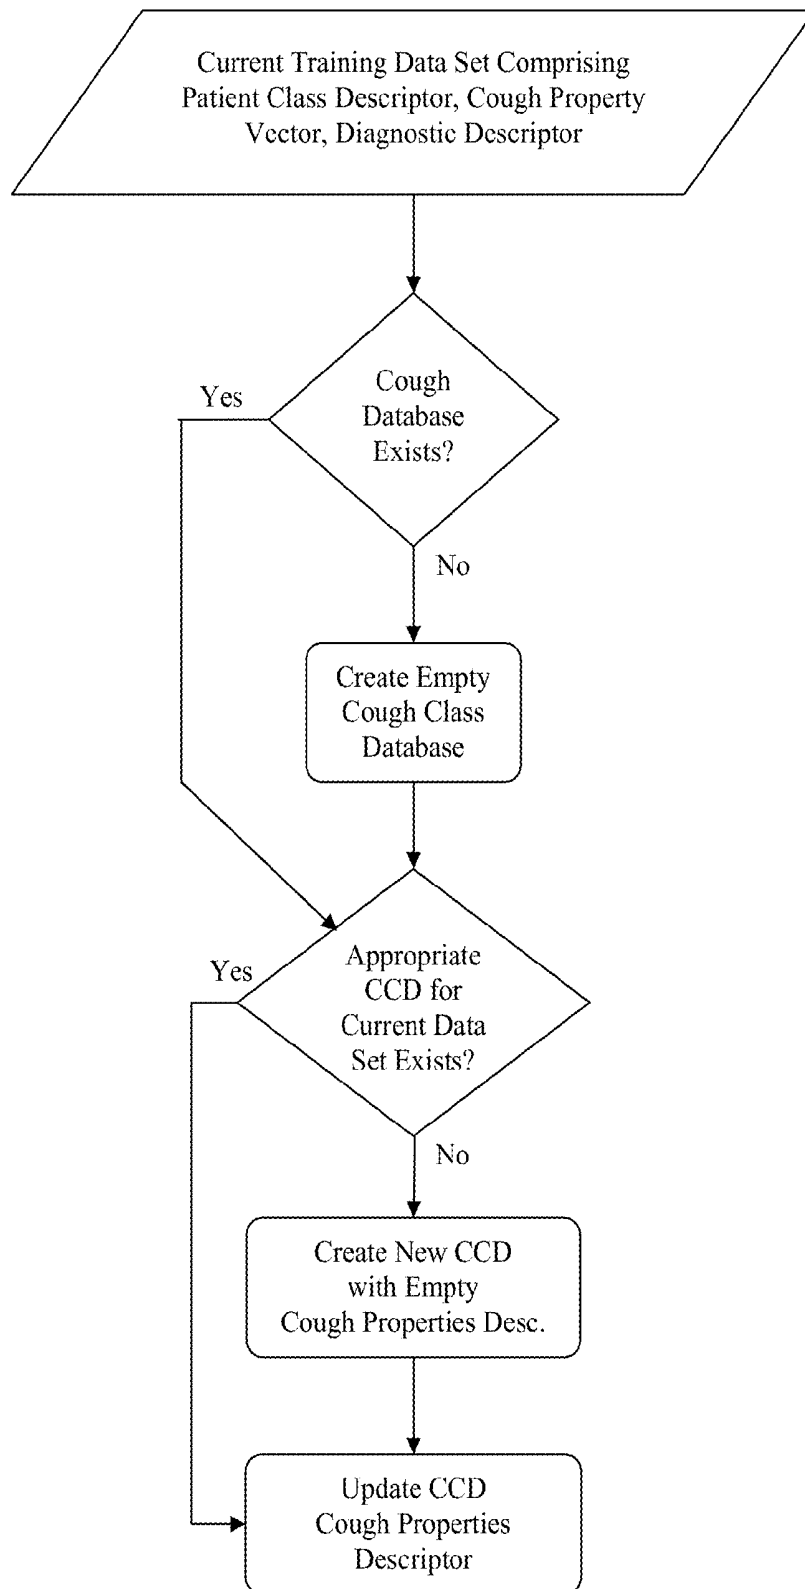 Current Training Data Set Comprising
Patient Class Descriptor, Cough Property
Vector, Diagnostic Descriptor
Yes
Cough
Database
Exists?
No
Create Empty
Cough Class
Database
Yes
Appropriate
CCD for
Current Data
Set Exists?
No
Create New CCD
with Empty
Cough Properties Desc.
Update CCD
Cough Properties
Descriptor